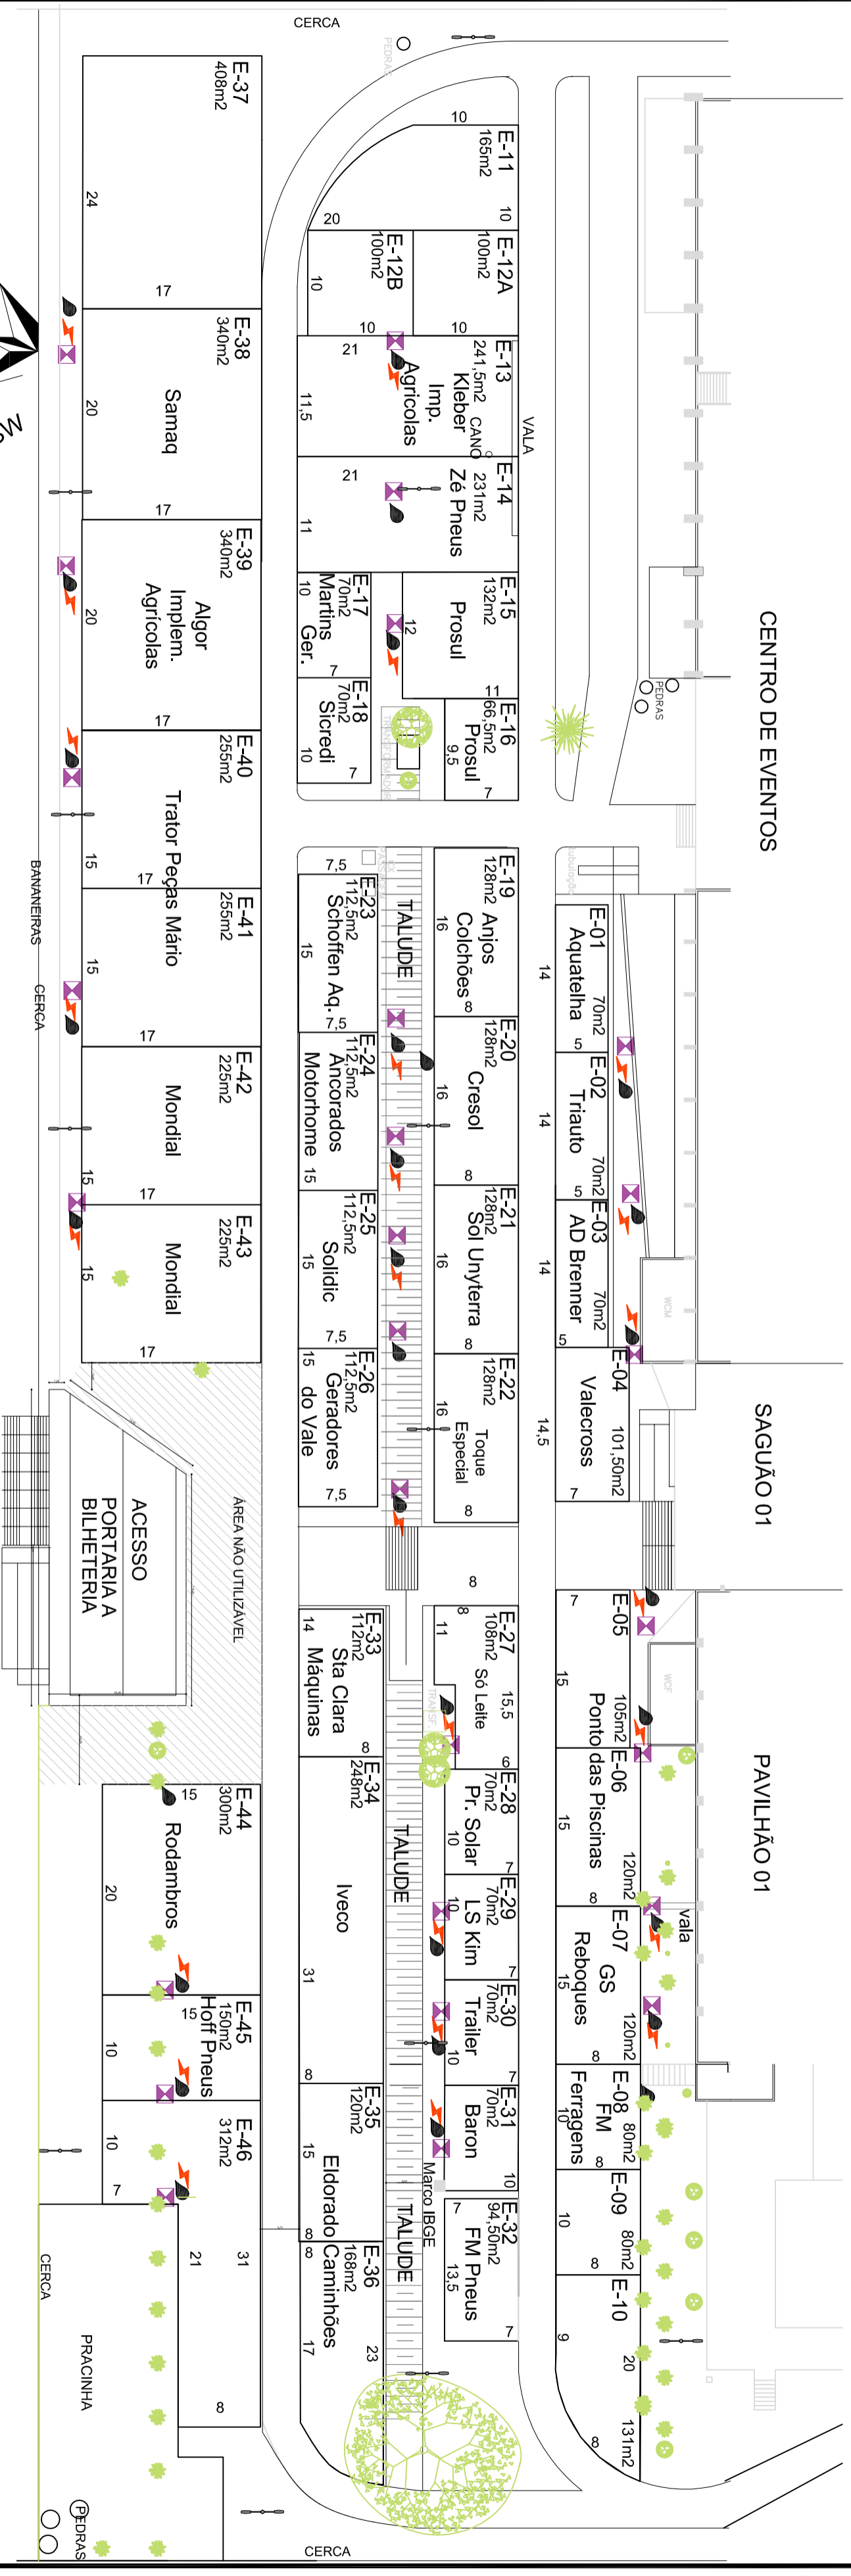 CERCA
PEDRAS
CENTRO DE EVENTOS
PEDRAS
SAGUÃO 01
PAVILHÃO 01
WCM
WCF
vala
E-01
70m2
Aquatelha
14
5
E-02
70m2
Triauto
14
5
E-03
70m2
AD Brenner
14
5
E-04
101,50m2
Valecross
14,5
7
E-05
105m2
7
15
Ponto das Piscinas
E-06
120m2
15
8
E-07
120m2
GS
Reboques
15
8
E-08
80m2
FM
Ferragens
10
8
E-09
80m2
10
8
E-10
131m2
20
9
8
E-11
165m2
10
10
20
E-12A
100m2
10
E-12B
100m2
10
10
VALA
E-13
241,5m2
Kleber
Imp.
Agricolas
CANO
21
11,5
E-14
231m2
Zé Pneus
21
11
E-15
132m2
Prosul
12
11
E-16
66,5m2
Prosul
9,5
7
E-17
70m2
Martins
Ger.
10
7
E-18
70m2
Sicredi
10
7
TRANSFORMADOR
E-19
128m2
Anjos
Colchões
16
8
E-20
128m2
Cresol
16
8
E-21
128m2
Sol Unyterra
16
8
E-22
128m2
Toque
Especial
16
8
TALUDE
7,5
E-23
112,5m2
Schoffen Aq.
15
7,5
E-24
112,5m2
Ancorados
Motorhome
15
E-25
112,5m2
Solidic
15
7,5
E-26
112,5m2
Geradores
do Vale
15
7,5
8
E-27
108m2
Só Leite
8
11
15,5
6
TRANSF
E-28
70m2
Pr. Solar
10
7
E-29
70m2
LS Kim
10
7
E-30
70m2
Trailer
10
7
E-31
70m2
Baron
10
Marco IBGE
E-32
94,50m2
FM Pneus
7
13,5
7
TALUDE
TALUDE
E-33
112m2
Sta Clara
Máquinas
14
8
E-34
248m2
Iveco
31
8
E-35
120m2
Eldorado Caminhões
15
8
E-36
168m2
8
17
23
E-37
408m2
24
17
E-38
340m2
Samaq
20
17
E-39
340m2
Algor
Implem.
Agrícolas
20
17
E-40
255m2
Trator Peças Mário
15
17
E-41
255m2
15
17
E-42
225m2
Mondial
15
17
E-43
225m2
Mondial
15
17
BANANEIRAS
CERCA
ÁREA NÃO UTILIZÁVEL
ACESSO
PORTARIA A
BILHETERIA
E-44
300m2
Rodambros
15
20
E-45
150m2
Hoff Pneus
15
10
E-46
312m2
10
7
21
31
8
CERCA
PRACINHA
PEDRAS
CERCA